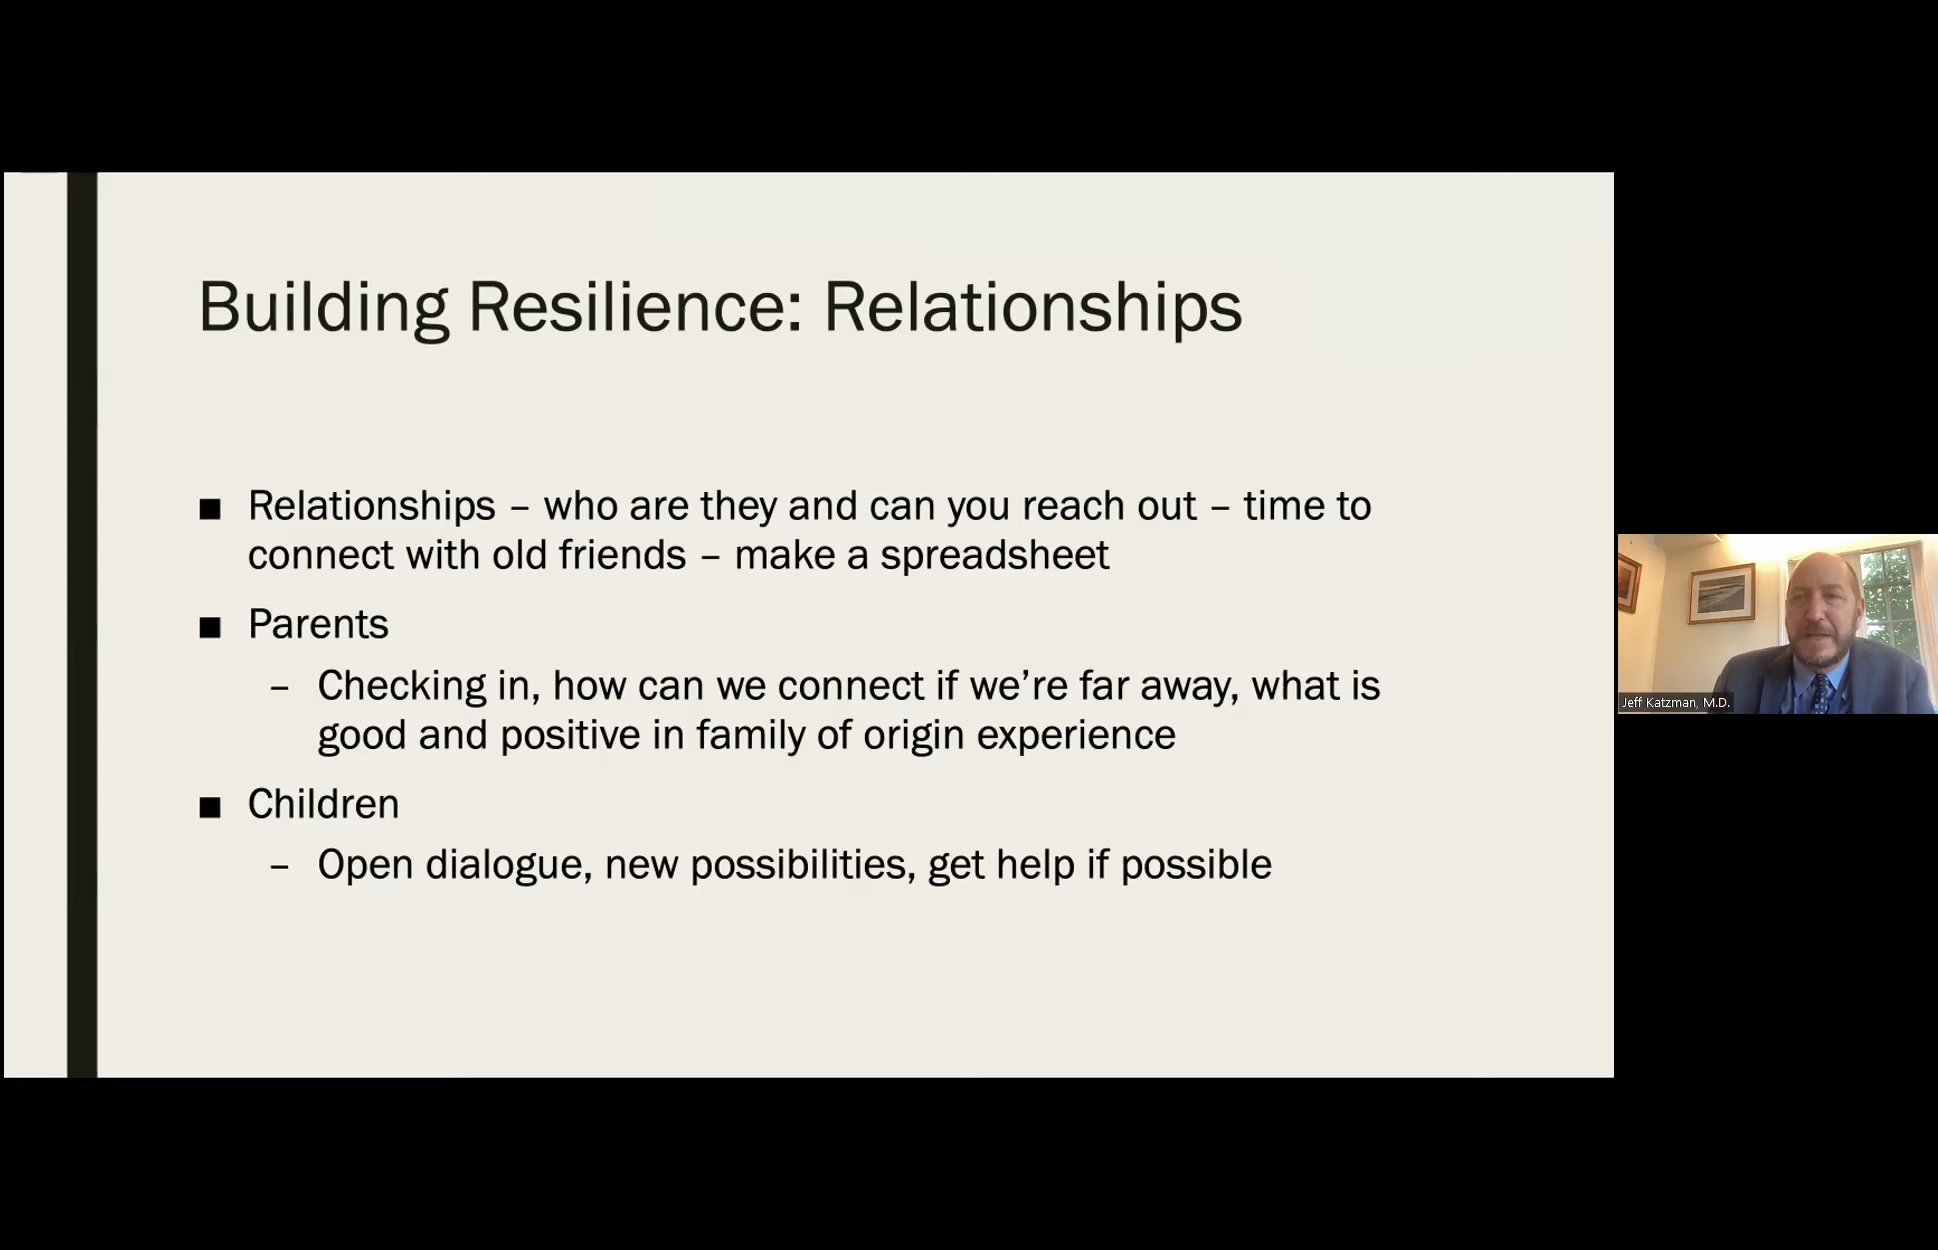 Building Resilience: Relationships
■ Relationships – who are they and can you reach out – time to
connect with old friends – make a spreadsheet
■ Parents
– Checking in, how can we connect if we’re far away, what is
good and positive in family of origin experience
■ Children
– Open dialogue, new possibilities, get help if possible
Jeff Katzman, M.D.